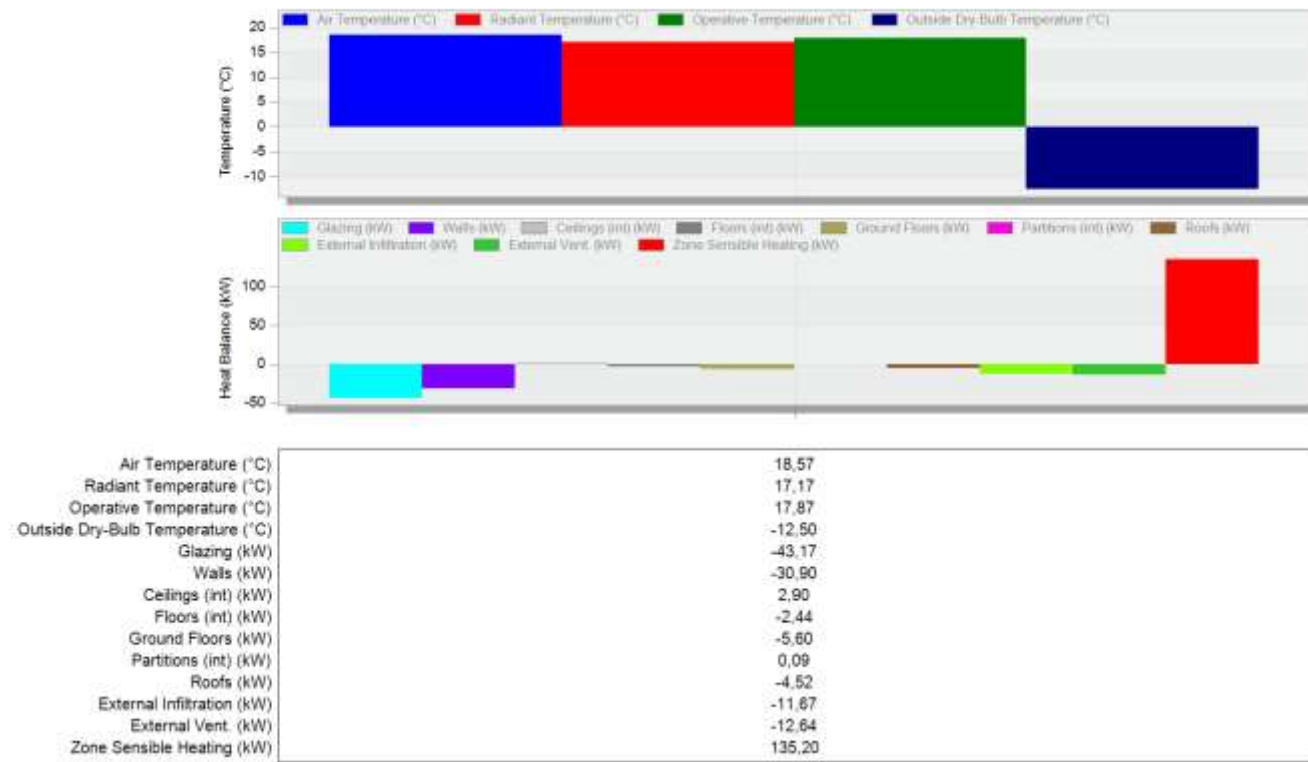 Air Temperature (°C) Radiant Temperature (°C) Operative Temperature (°C) Outside Dry-Bulb Temperature (°C)
20
15
10
5
0
-5
-10
Temperature (°C)
Glazing (kW) Walls (kW) Ceilings (int) (kW) Floors (int) (kW) Ground Floors (kW) Partitions (int) (kW) Roofs (kW)
External Infiltration (kW) External Vent. (kW) Zone Sensible Heating (kW)
100
50
0
-50
Heat Balance (kW)
Air Temperature (°C) 18,57
Radiant Temperature (°C) 17,17
Operative Temperature (°C) 17,87
Outside Dry-Bulb Temperature (°C) -12,50
Glazing (kW) -43,17
Walls (kW) -30,90
Ceilings (int) (kW) 2,90
Floors (int) (kW) -2,44
Ground Floors (kW) -5,60
Partitions (int) (kW) 0,09
Roofs (kW) -4,52
External Infiltration (kW) -11,67
External Vent. (kW) -12,64
Zone Sensible Heating (kW) 135,20